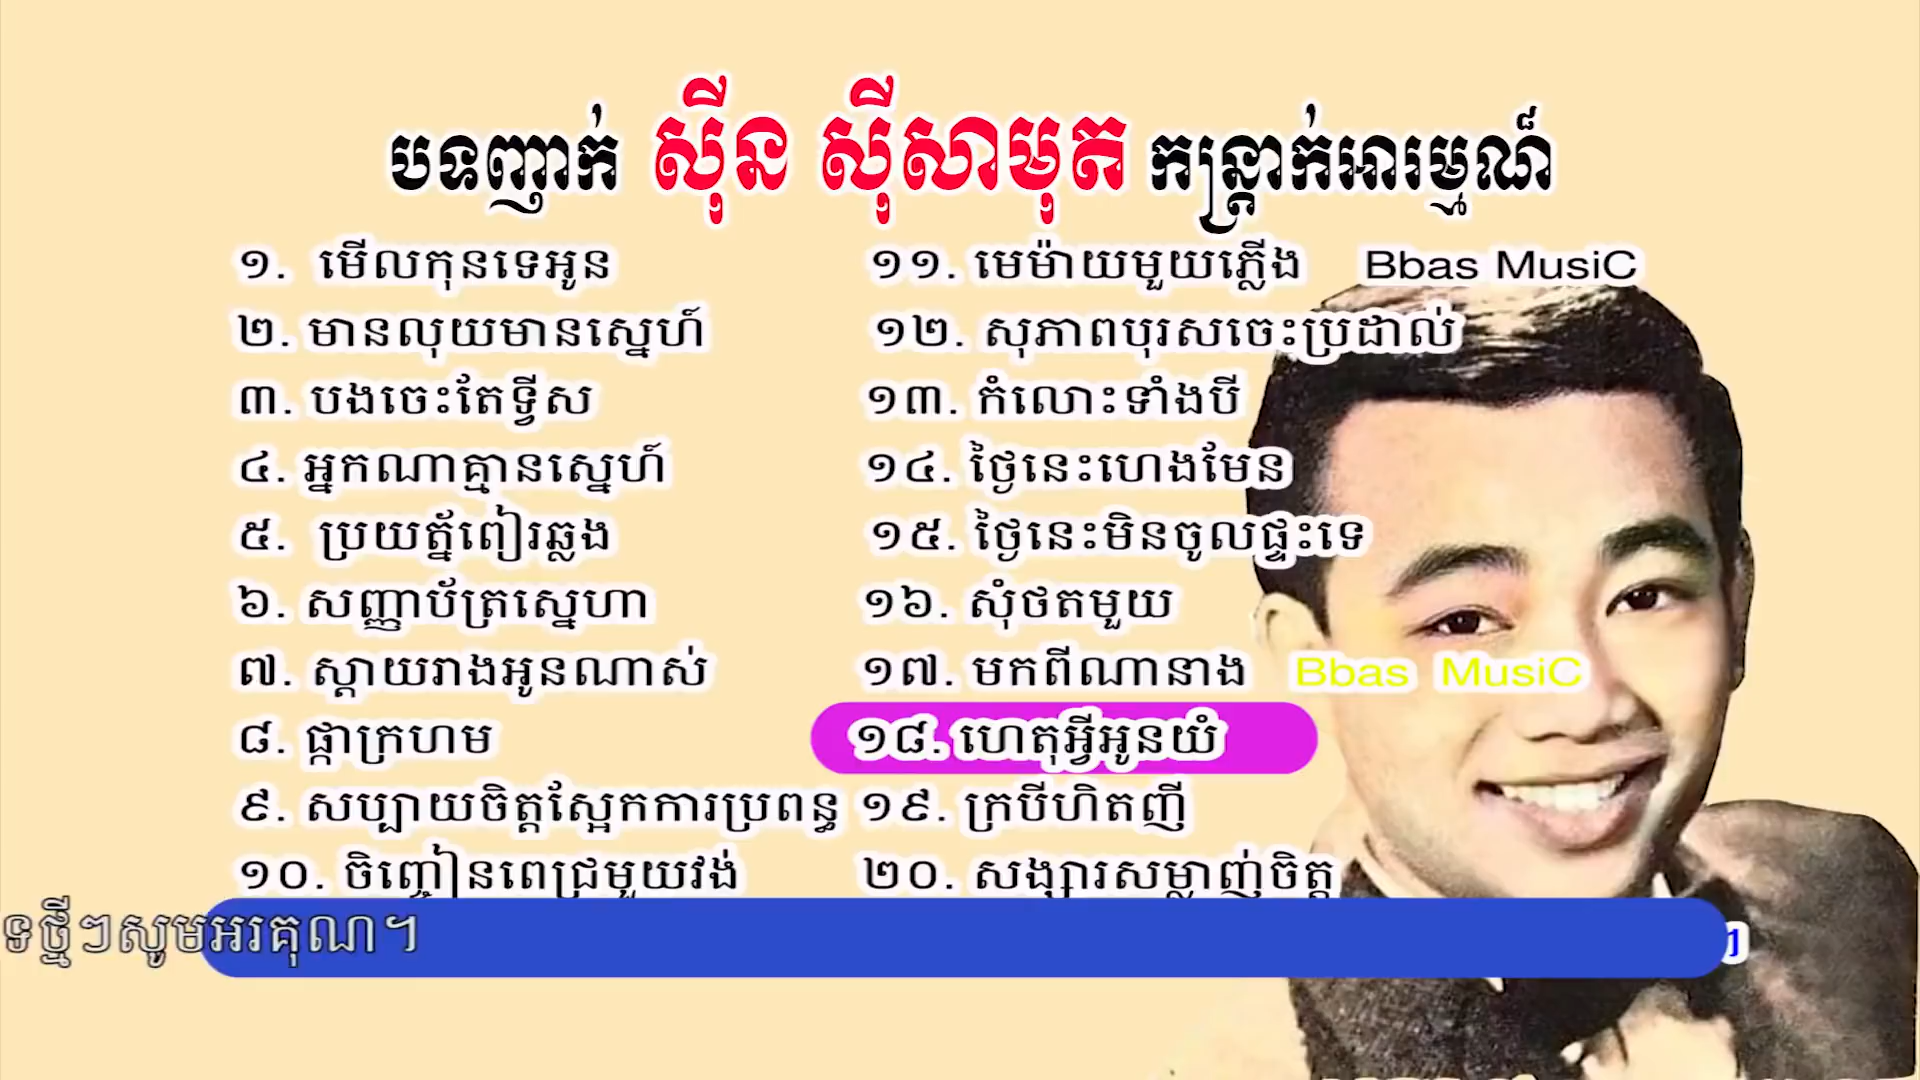 បទញាក់ ស៊ីន ស៊ីសាមុត កន្ត្រាក់អារម្មណ៏
១. មើលកុនទេអូន
២. មានលុយមានស្នេហ៍
៣. បងចេះតែទ្វីស
៤. អ្នកណាគ្មានស្នេហ៍
៥. ប្រយត្ន័ពៀរឆ្លង
៦. សញ្ញាប័ត្រស្នេហា
៧. ស្ដាយរាងអូនណាស់
៨. ផ្កាក្រហម
៩. សប្បាយចិត្តស្អែកការប្រពន្ធ
១០. ចិញ្ចៀនពេជ្រមួយវង់
១១. មេម៉ាយមួយភ្លើង
Bbas MusiC
១២. សុភាពបុរសចេះប្រដាល់
១៣. កំលោះទាំងបី
១៤. ថ្ងៃនេះហេងមែន
១៥. ថ្ងៃនេះមិនចូលផ្ទះទេ
១៦. សុំថតមួយ
១៧. មកពីណានាង
Bbas MusiC
១៨. ហេតុអ្វីអូនយំ
១៩. ក្របីហិតញី
២០. សង្សារសម្លាញ់ចិត្ត
ទថ្មីៗសូមអរគុណ។